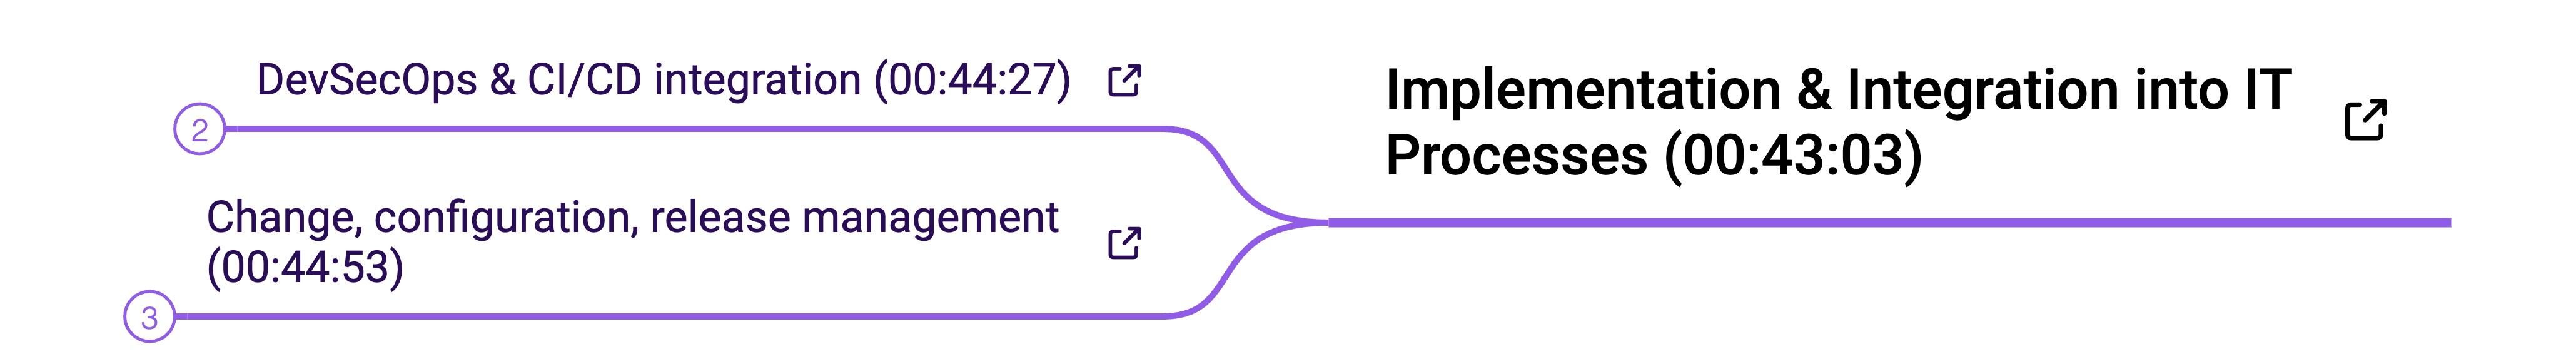 DevSecOps & CI/CD integration (00:44:27)
2
Change, configuration, release management
(00:44:53)
3
Implementation & Integration into IT
Processes (00:43:03)